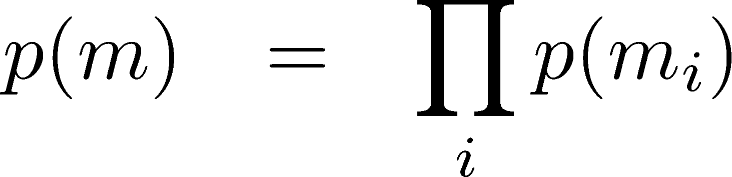 p(m) = ∏_i p(m_i)